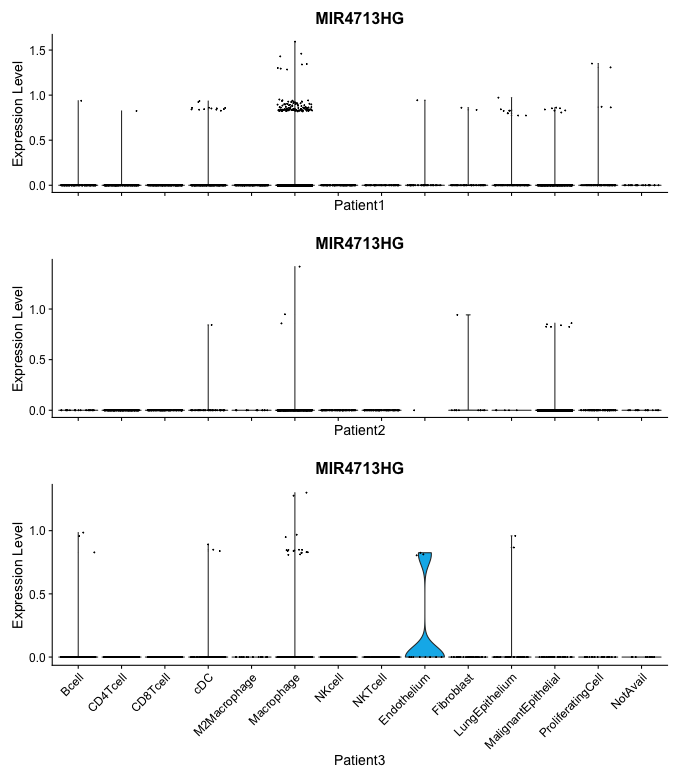 MIR4713HG
Expression Level
1.5
1.0
0.5
0.0
Patient1
MIR4713HG
Expression Level
1.0
0.5
0.0
Patient2
MIR4713HG
Expression Level
1.0
0.5
0.0
Bcell
CD4Tcell
CD8Tcell
cDC
M2Macrophage
Macrophage
NKcell
NKTcell
Endothelium
Fibroblast
LungEpithelium
MalignantEpithelial
ProliferatingCell
NotAvail
Patient3